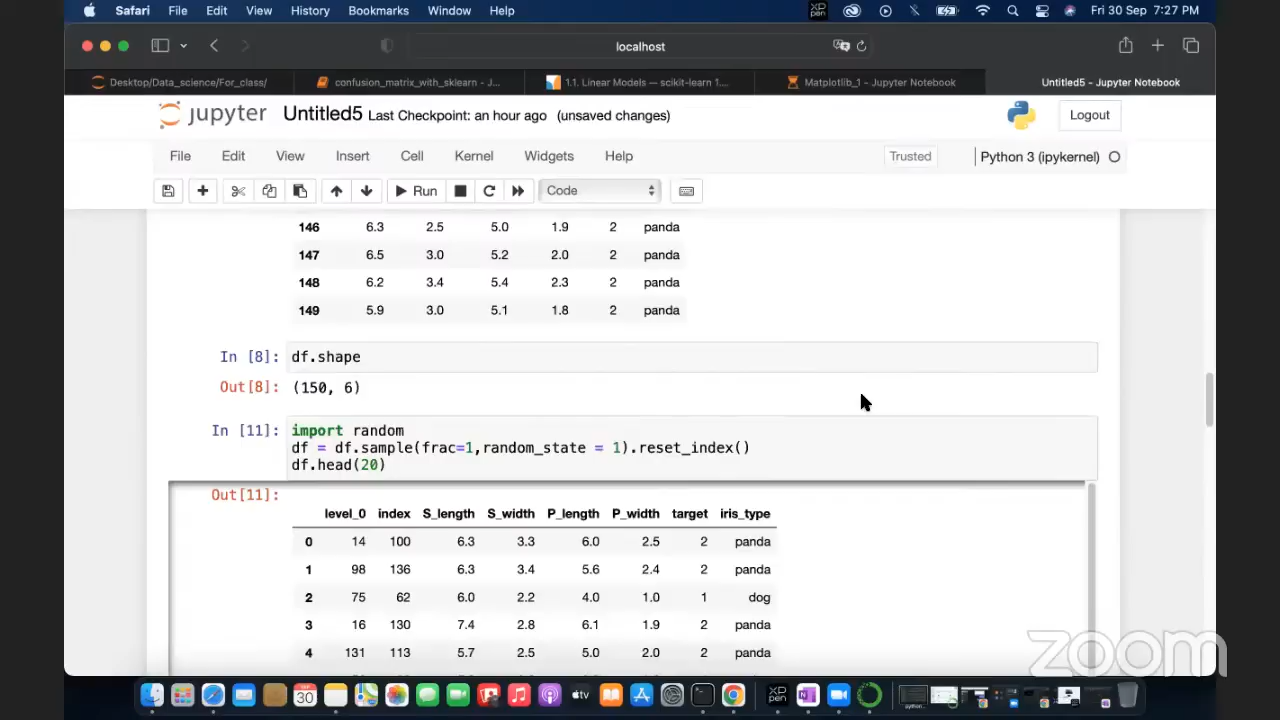 Safari File Edit View History Bookmarks Window Help XP pen Fri 30 Sep 7:27 PM
localhost
Desktop/Data_science/For_class/ confusion_matrix_with_sklearn - J... 1.1. Linear Models — scikit-learn 1.... Matplotlib_1 - Jupyter Notebook Untitled5 - Jupyter Notebook
jupyter Untitled5 Last Checkpoint: an hour ago (unsaved changes) Logout
File Edit View Insert Cell Kernel Widgets Help Trusted Python 3 (ipykernel)
Run Code
146 6.3 2.5 5.0 1.9 2 panda
147 6.5 3.0 5.2 2.0 2 panda
148 6.2 3.4 5.4 2.3 2 panda
149 5.9 3.0 5.1 1.8 2 panda
In [8]: df.shape
Out[8]: (150, 6)
In [11]: import random
df = df.sample(frac=1,random_state = 1).reset_index()
df.head(20)
Out[11]:
level_0 index S_length S_width P_length P_width target iris_type
0 14 100 6.3 3.3 6.0 2.5 2 panda
1 98 136 6.3 3.4 5.6 2.4 2 panda
2 75 62 6.0 2.2 4.0 1.0 1 dog
3 16 130 7.4 2.8 6.1 1.9 2 panda
4 131 113 5.7 2.5 5.0 2.0 2 panda
zoom
SEP
30
tv
XP
pen
python